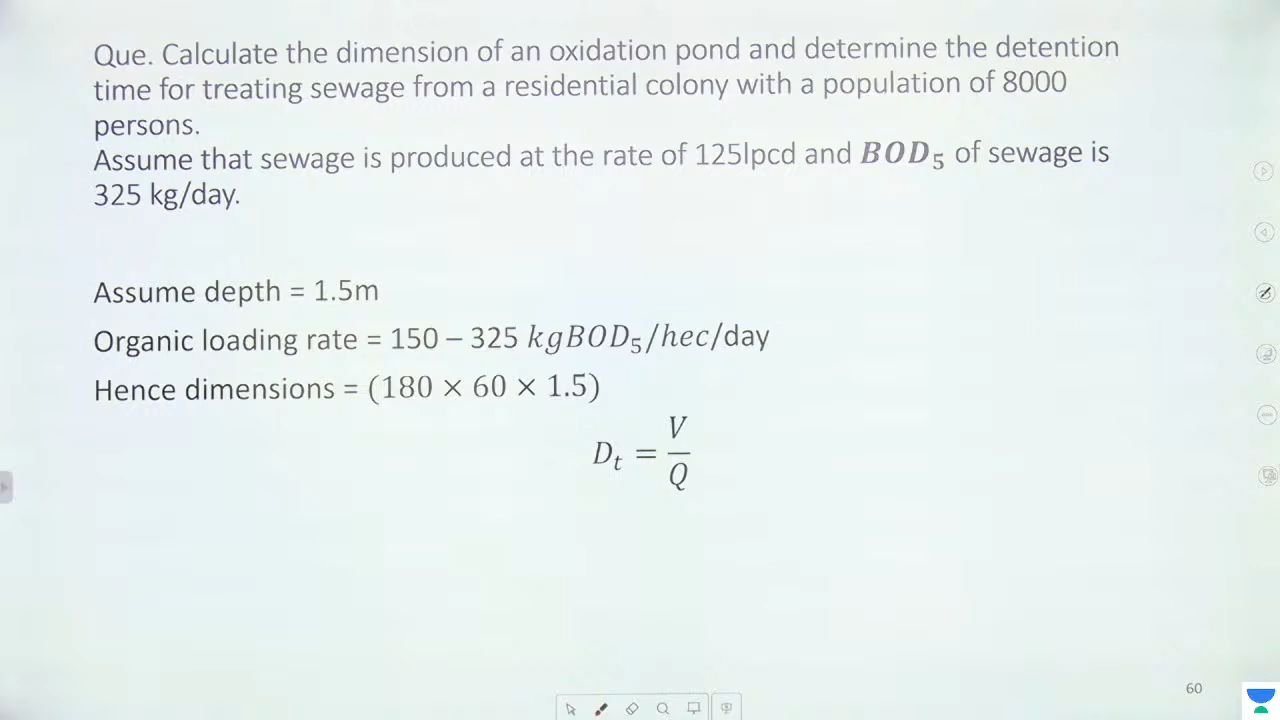 Que. Calculate the dimension of an oxidation pond and determine the detention
time for treating sewage from a residential colony with a population of 8000
persons.
Assume that sewage is produced at the rate of 125lpcd and BOD₅ of sewage is
325 kg/day.
Assume depth = 1.5m
Organic loading rate = 150 – 325 kgBOD₅/hec/day
Hence dimensions = (180 × 60 × 1.5)
Dₜ = V/Q
60